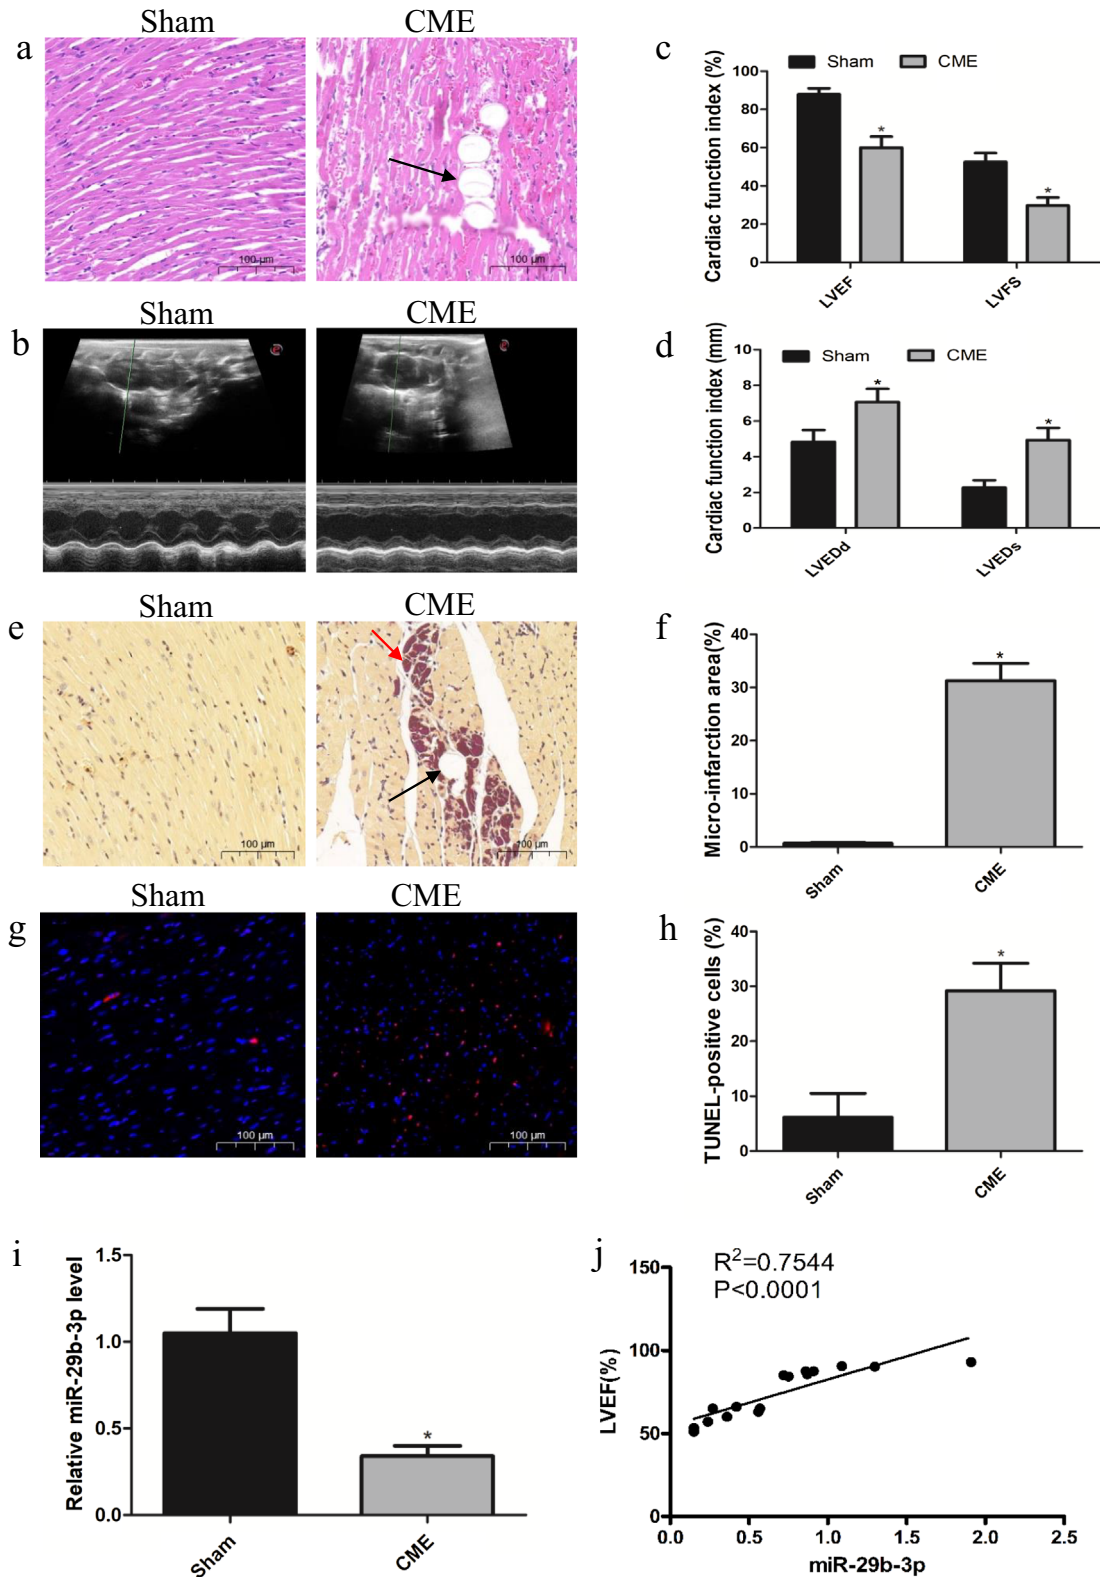 Sham CME
a
100 μm
100 μm
c
Sham CME
Cardiac function index (%)
100
80
60
40
20
0
*
*
LVEF LVFS
Sham CME
b
d
Sham CME
Cardiac function index (mm)
10
8
6
4
2
0
*
*
LVEDd LVEDs
Sham CME
e
100 μm
100 μm
f
Micro-infarction area(%)
40
30
20
10
0
*
Sham CME
Sham CME
g
100 μm
100 μm
h
TUNEL-positive cells (%)
40
30
20
10
0
*
Sham CME
i
Relative miR-29b-3p level
1.5
1.0
0.5
0.0
*
Sham CME
j
R²=0.7544
P<0.0001
LVEF(%)
150
100
50
0
0.0 0.5 1.0 1.5 2.0 2.5
miR-29b-3p